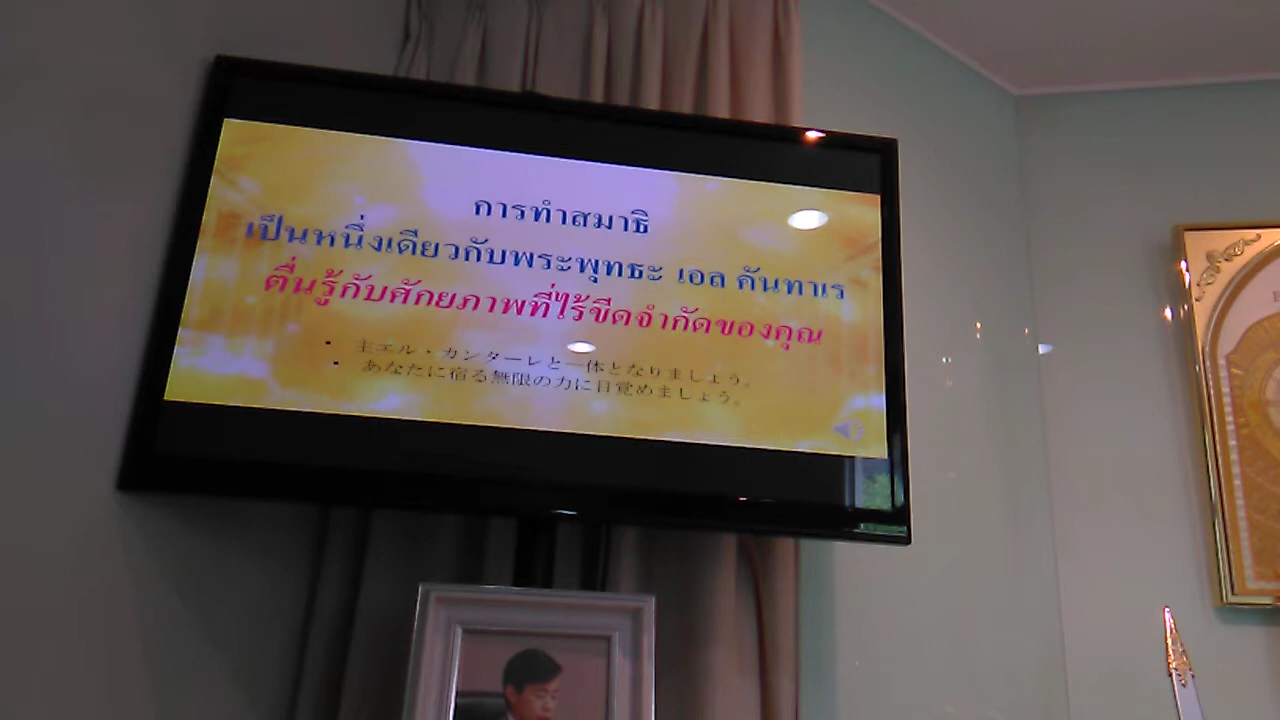 การทำสมาธิ
เป็นหนึ่งเดียวกับพระพุทธะ เอล คันทาเร
ตื่นรู้กับศักยภาพที่ไร้ขีดจำกัดของคุณ
• 主エル・カンターレと一体となりましょう。
• あなたに宿る無限の力に目覚めましょう。